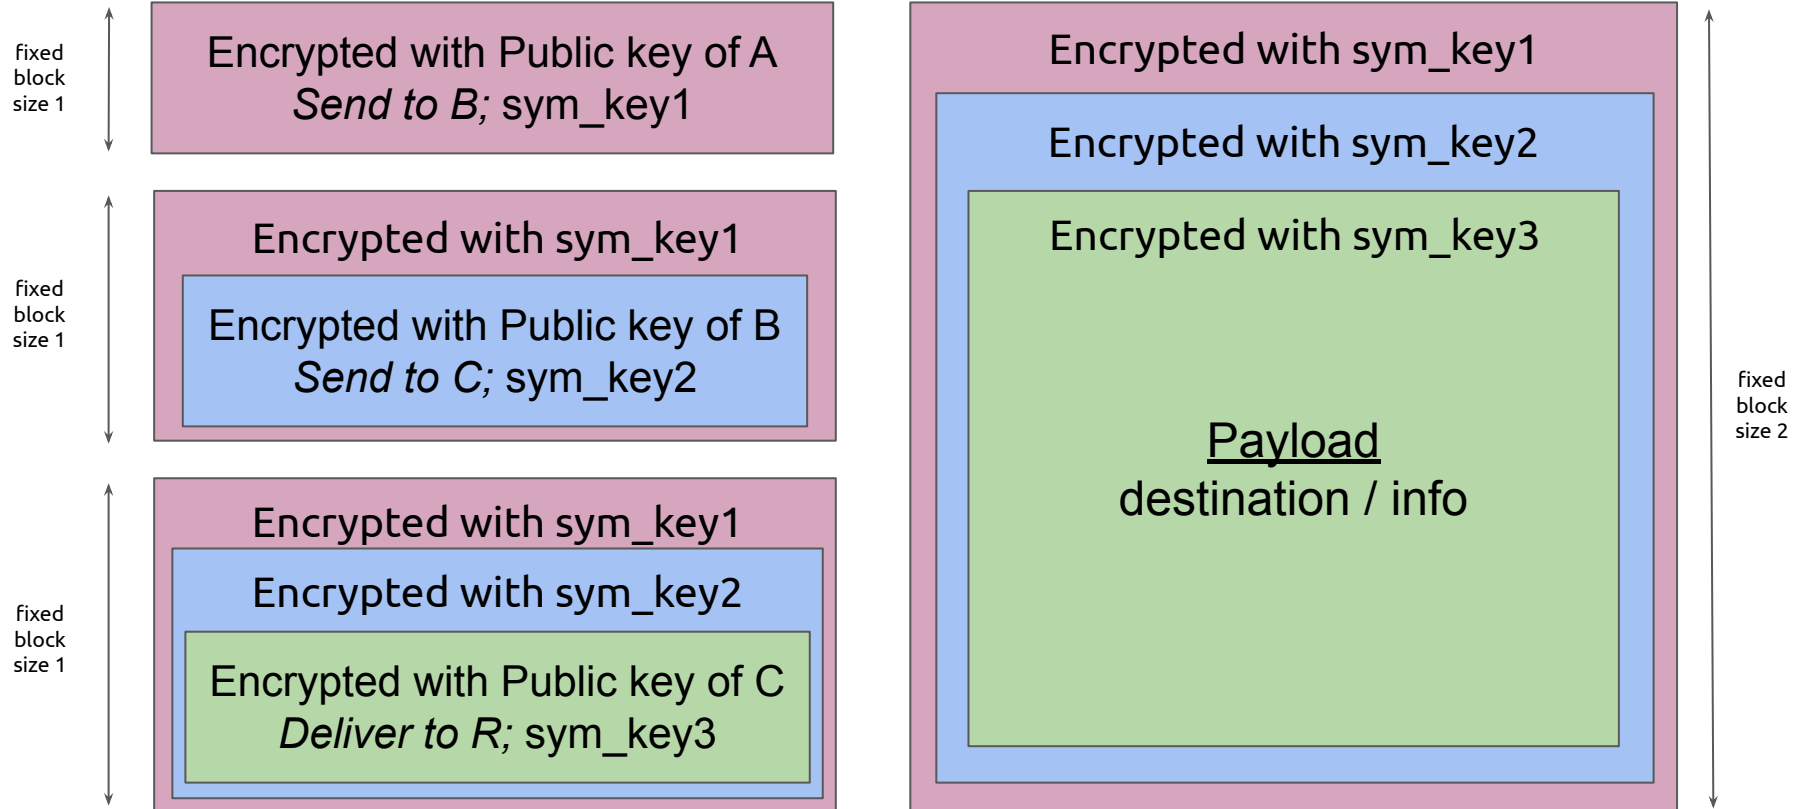 fixed
block
size 1
Encrypted with Public key of A
Send to B; sym_key1
fixed
block
size 1
Encrypted with sym_key1
Encrypted with Public key of B
Send to C; sym_key2
fixed
block
size 1
Encrypted with sym_key1
Encrypted with sym_key2
Encrypted with Public key of C
Deliver to R; sym_key3
Encrypted with sym_key1
Encrypted with sym_key2
Encrypted with sym_key3
Payload
destination / info
fixed
block
size 2